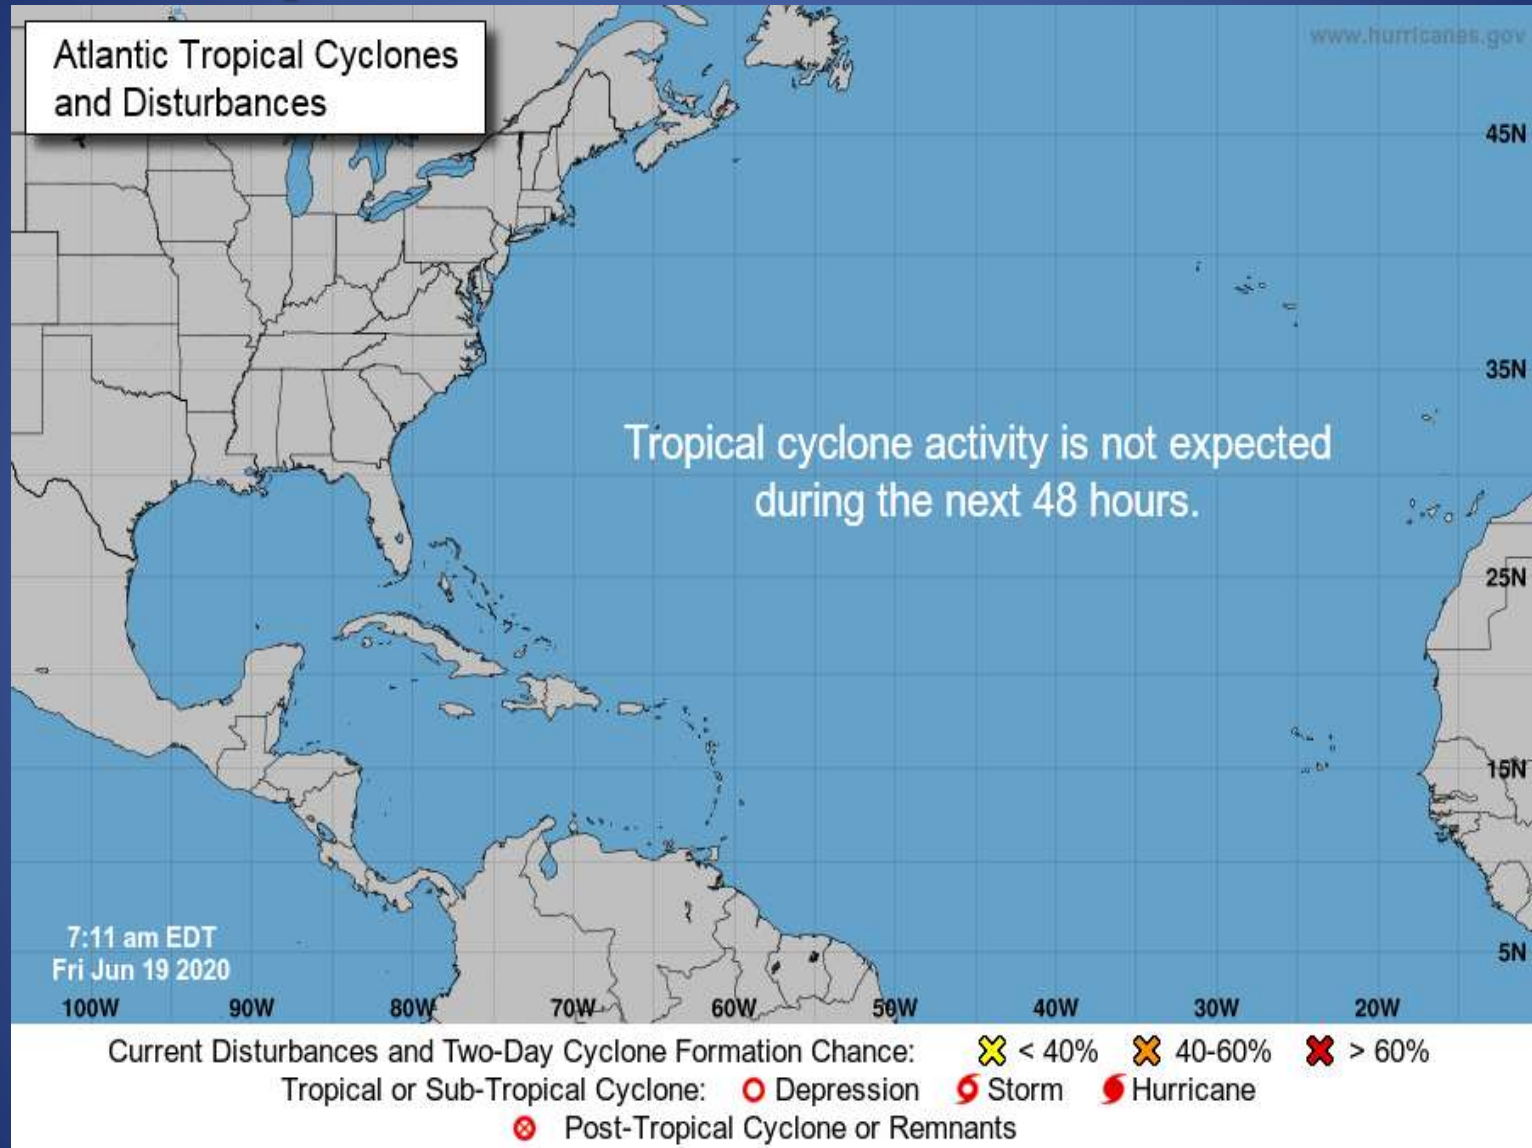 Atlantic Tropical Cyclones
and Disturbances
www.hurricanes.gov
45N
35N
Tropical cyclone activity is not expected
during the next 48 hours.
25N
15N
7:11 am EDT
Fri Jun 19 2020
5N
100W 90W 80W 70W 60W 50W 40W 30W 20W
Current Disturbances and Two-Day Cyclone Formation Chance: < 40% 40-60% > 60%
Tropical or Sub-Tropical Cyclone: Depression Storm Hurricane
Post-Tropical Cyclone or Remnants